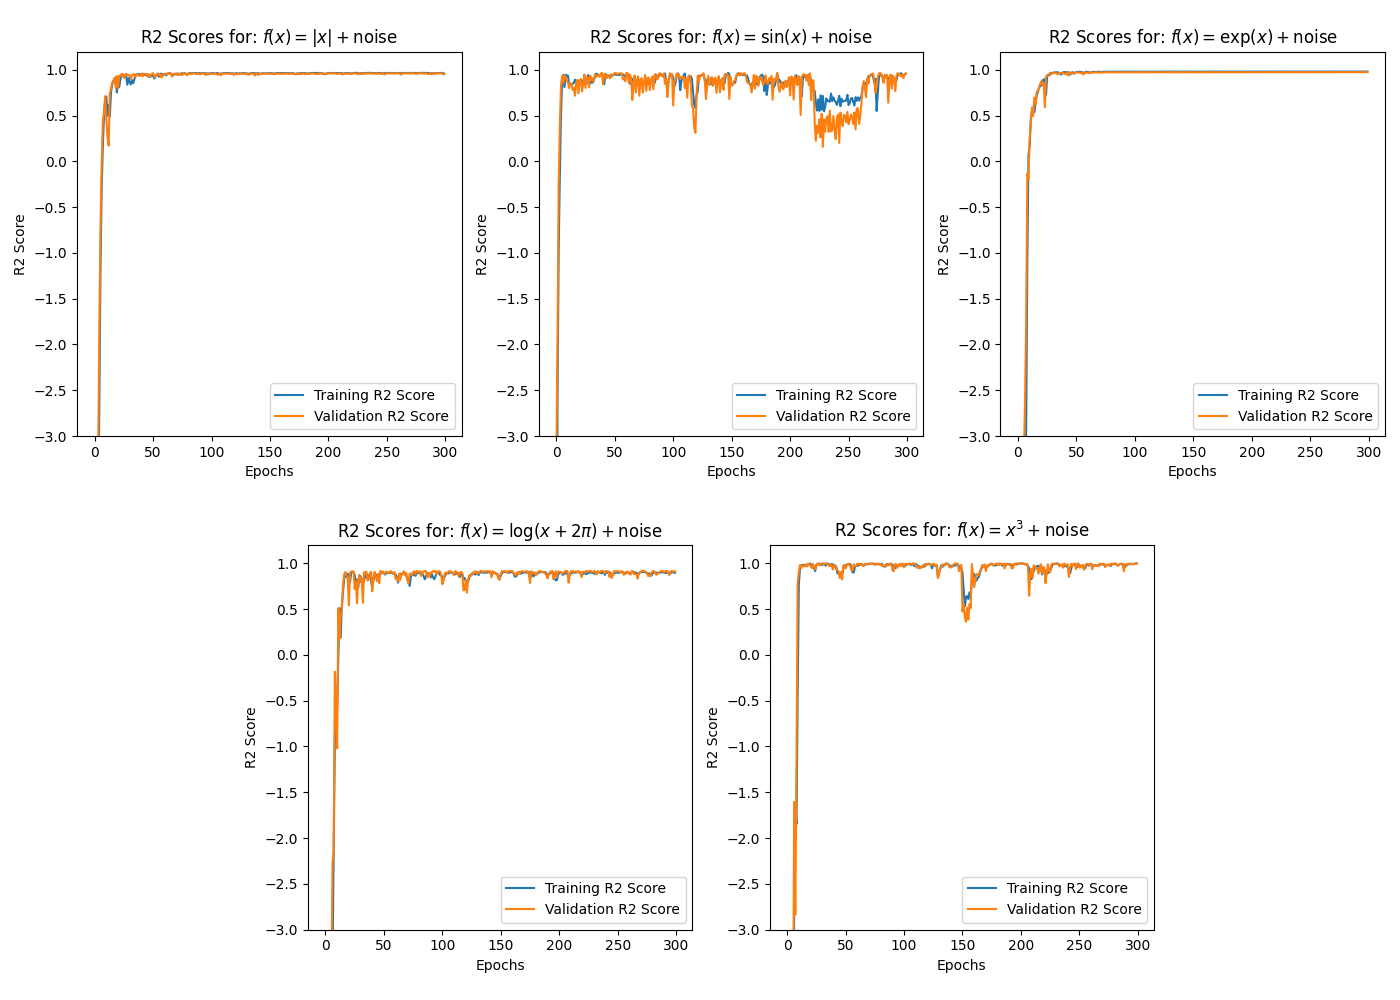 R2 Scores for: f(x) = |x| + noise
R2 Score
1.0
0.5
0.0
−0.5
−1.0
−1.5
−2.0
−2.5
−3.0
0 50 100 150 200 250 300
Epochs
Training R2 Score
Validation R2 Score
R2 Scores for: f(x) = sin(x) + noise
R2 Score
1.0
0.5
0.0
−0.5
−1.0
−1.5
−2.0
−2.5
−3.0
0 50 100 150 200 250 300
Epochs
Training R2 Score
Validation R2 Score
R2 Scores for: f(x) = exp(x) + noise
R2 Score
1.0
0.5
0.0
−0.5
−1.0
−1.5
−2.0
−2.5
−3.0
0 50 100 150 200 250 300
Epochs
Training R2 Score
Validation R2 Score
R2 Scores for: f(x) = log(x + 2π) + noise
R2 Score
1.0
0.5
0.0
−0.5
−1.0
−1.5
−2.0
−2.5
−3.0
0 50 100 150 200 250 300
Epochs
Training R2 Score
Validation R2 Score
R2 Scores for: f(x) = x³ + noise
R2 Score
1.0
0.5
0.0
−0.5
−1.0
−1.5
−2.0
−2.5
−3.0
0 50 100 150 200 250 300
Epochs
Training R2 Score
Validation R2 Score